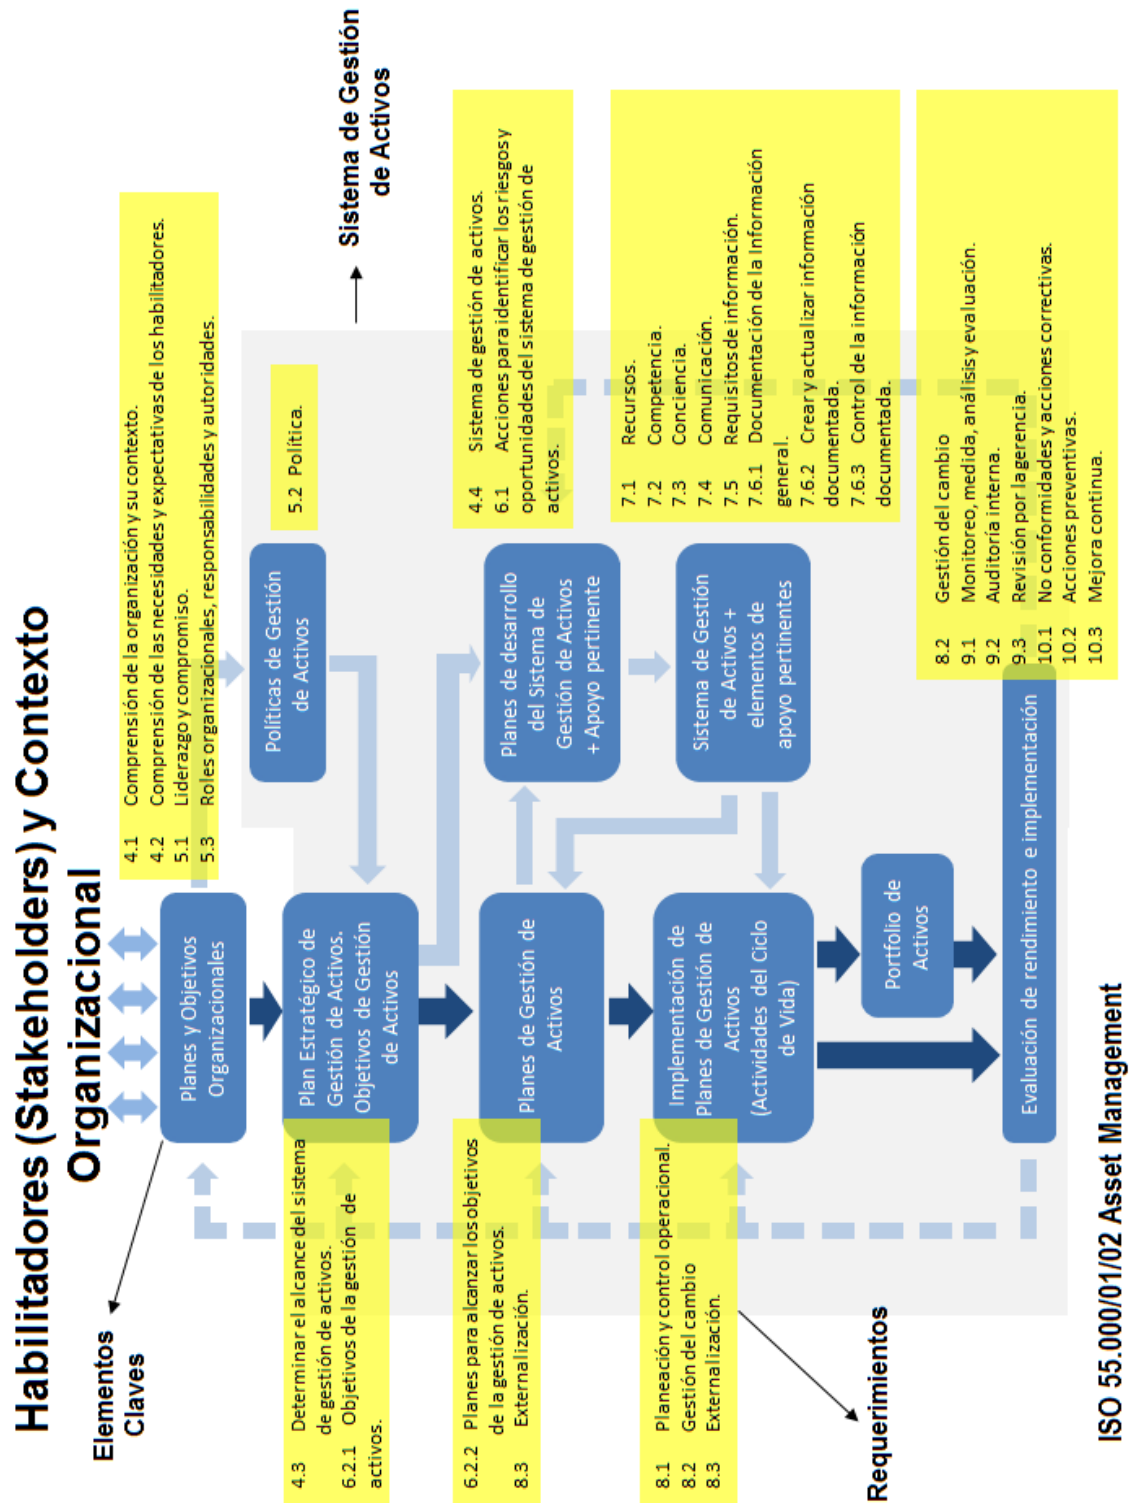 Habilitadores (Stakeholders) y Contexto
Organizacional
Elementos
Claves
4.1 Comprensión de la organización y su contexto.
4.2 Comprensión de las necesidades y expectativas de los habilitadores.
5.1 Liderazgo y compromiso.
5.3 Roles organizacionales, responsabilidades y autoridades.
Planes y Objetivos
Organizacionales
Sistema de Gestión
de Activos
Políticas de Gestión
de Activos
5.2 Política.
4.3 Determinar el alcance del sistema
de gestión de activos.
6.2.1 Objetivos de la gestión de
activos.
Plan Estratégico de
Gestión de Activos.
Objetivos de Gestión
de Activos
6.2.2 Planes para alcanzar los objetivos
de la gestión de activos.
8.3 Externalización.
Planes de Gestión de
Activos
Planes de desarrollo
del Sistema de
Gestión de Activos
+ Apoyo pertinente
4.4 Sistema de gestión de activos.
6.1 Acciones para identificar los riesgos y
oportunidades del sistema de gestión de
activos.
8.1 Planeación y control operacional.
8.2 Gestión del cambio
8.3 Externalización.
Implementación de
Planes de Gestión de
Activos
(Actividades del Ciclo
de Vida)
Sistema de Gestión
de Activos +
elementos de
apoyo pertinentes
7.1 Recursos.
7.2 Competencia.
7.3 Conciencia.
7.4 Comunicación.
7.5 Requisitos de información.
7.6.1 Documentación de la Información
general.
7.6.2 Crear y actualizar información
documentada.
7.6.3 Control de la información
documentada.
Requerimientos
Portfolio de
Activos
Evaluación de rendimiento e implementación
8.2 Gestión del cambio
9.1 Monitoreo, medida, análisis y evaluación.
9.2 Auditoría interna.
9.3 Revisión por la gerencia.
10.1 No conformidades y acciones correctivas.
10.2 Acciones preventivas.
10.3 Mejora continua.
ISO 55.000/01/02 Asset Management